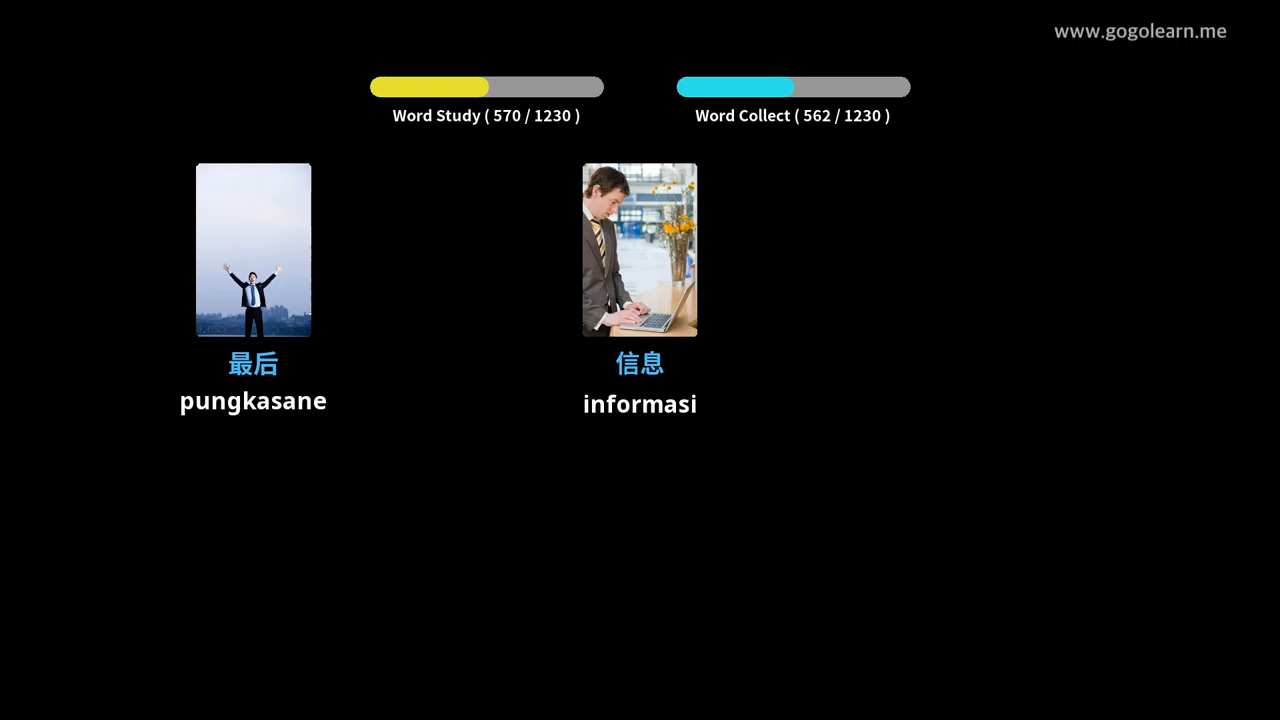 www.gogolearn.me
Word Study ( 570 / 1230 )
Word Collect ( 562 / 1230 )
最后
pungkasane
信息
informasi